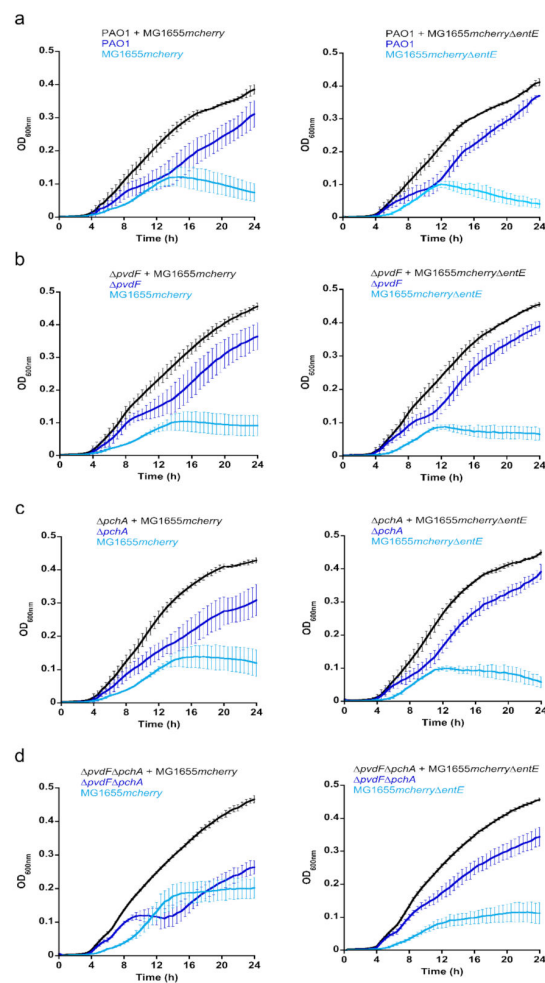 a
PAO1 + MG1655mcherry
PAO1
MG1655mcherry
0.5
0.4
0.3
0.2
0.1
0
OD600nm
0 4 8 12 16 20 24
Time (h)
PAO1 + MG1655mcherryΔentE
PAO1
MG1655mcherryΔentE
0.5
0.4
0.3
0.2
0.1
0
OD600nm
0 4 8 12 16 20 24
Time (h)
b
ΔpvdF + MG1655mcherry
ΔpvdF
MG1655mcherry
0.5
0.4
0.3
0.2
0.1
0
OD600nm
0 4 8 12 16 20 24
Time (h)
ΔpvdF + MG1655mcherryΔentE
ΔpvdF
MG1655mcherryΔentE
0.5
0.4
0.3
0.2
0.1
0
OD600nm
0 4 8 12 16 20 24
Time (h)
c
ΔpchA + MG1655mcherry
ΔpchA
MG1655mcherry
0.5
0.4
0.3
0.2
0.1
0
OD600nm
0 4 8 12 16 20 24
Time (h)
ΔpchA + MG1655mcherryΔentE
ΔpchA
MG1655mcherryΔentE
0.5
0.4
0.3
0.2
0.1
0
OD600nm
0 4 8 12 16 20 24
Time (h)
d
ΔpvdFΔpchA + MG1655mcherry
ΔpvdFΔpchA
MG1655mcherry
0.5
0.4
0.3
0.2
0.1
0
OD600nm
0 4 8 12 16 20 24
Time (h)
ΔpvdFΔpchA + MG1655mcherryΔentE
ΔpvdFΔpchA
MG1655mcherryΔentE
0.5
0.4
0.3
0.2
0.1
0
OD600nm
0 4 8 12 16 20 24
Time (h)